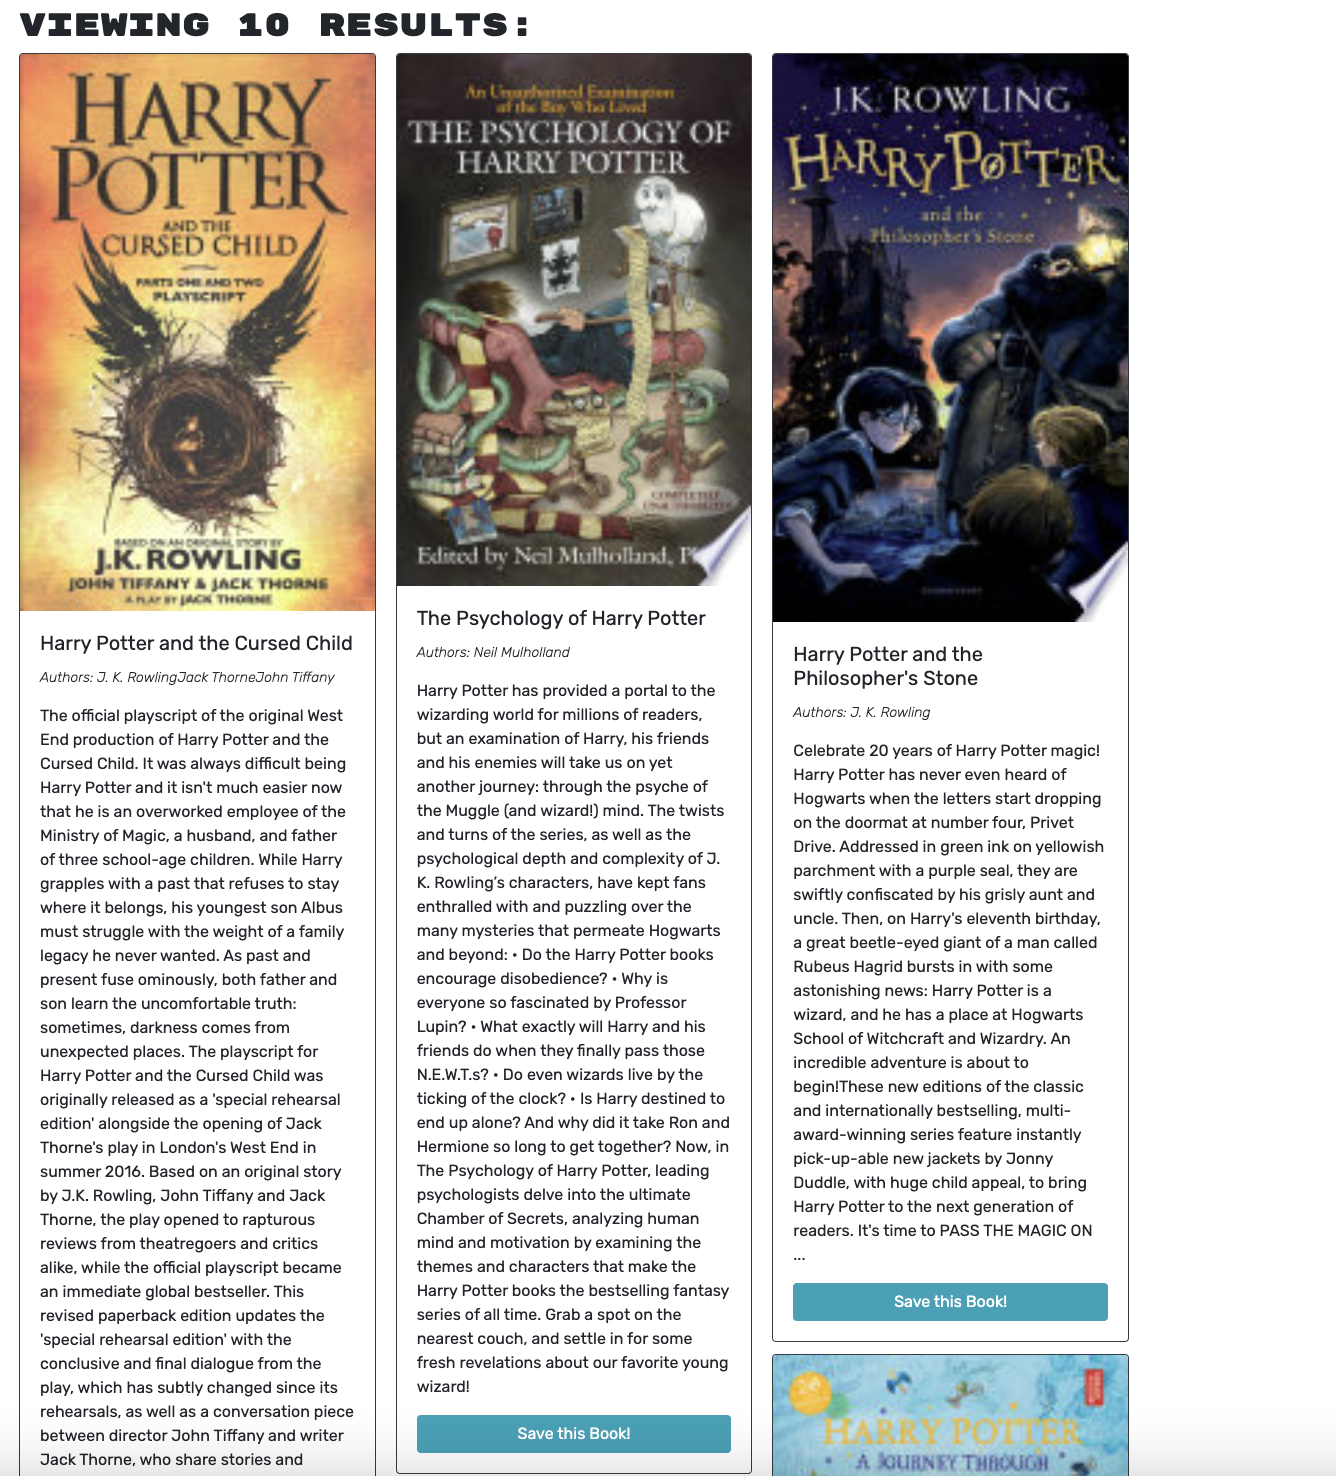 VIEWING 10 RESULTS:
HARRY
POTTER
AND THE
CURSED CHILD
PARTS ONE AND TWO
PLAYSCRIPT
BASED ON AN ORIGINAL STORY BY
J.K. ROWLING
JOHN TIFFANY & JACK THORNE
A PLAY BY JACK THORNE
Harry Potter and the Cursed Child
Authors: J. K. RowlingJack ThorneJohn Tiffany
The official playscript of the original West
End production of Harry Potter and the
Cursed Child. It was always difficult being
Harry Potter and it isn't much easier now
that he is an overworked employee of the
Ministry of Magic, a husband, and father
of three school-age children. While Harry
grapples with a past that refuses to stay
where it belongs, his youngest son Albus
must struggle with the weight of a family
legacy he never wanted. As past and
present fuse ominously, both father and
son learn the uncomfortable truth:
sometimes, darkness comes from
unexpected places. The playscript for
Harry Potter and the Cursed Child was
originally released as a 'special rehearsal
edition' alongside the opening of Jack
Thorne's play in London's West End in
summer 2016. Based on an original story
by J.K. Rowling, John Tiffany and Jack
Thorne, the play opened to rapturous
reviews from theatregoers and critics
alike, while the official playscript became
an immediate global bestseller. This
revised paperback edition updates the
'special rehearsal edition' with the
conclusive and final dialogue from the
play, which has subtly changed since its
rehearsals, as well as a conversation piece
between director John Tiffany and writer
Jack Thorne, who share stories and
An Unauthorized Examination
of the Boy Who Lived
THE PSYCHOLOGY OF
HARRY POTTER
COMPLETELY
UNAUTHORIZED
Edited by Neil Mulholland, P
The Psychology of Harry Potter
Authors: Neil Mulholland
Harry Potter has provided a portal to the
wizarding world for millions of readers,
but an examination of Harry, his friends
and his enemies will take us on yet
another journey: through the psyche of
the Muggle (and wizard!) mind. The twists
and turns of the series, as well as the
psychological depth and complexity of J.
K. Rowling’s characters, have kept fans
enthralled with and puzzling over the
many mysteries that permeate Hogwarts
and beyond: • Do the Harry Potter books
encourage disobedience? • Why is
everyone so fascinated by Professor
Lupin? • What exactly will Harry and his
friends do when they finally pass those
N.E.W.T.s? • Do even wizards live by the
ticking of the clock? • Is Harry destined to
end up alone? And why did it take Ron and
Hermione so long to get together? Now, in
The Psychology of Harry Potter, leading
psychologists delve into the ultimate
Chamber of Secrets, analyzing human
mind and motivation by examining the
themes and characters that make the
Harry Potter books the bestselling fantasy
series of all time. Grab a spot on the
nearest couch, and settle in for some
fresh revelations about our favorite young
wizard!
Save this Book!
J.K. ROWLING
HARRY POTTER
and the
Philosopher's Stone
Harry Potter and the
Philosopher's Stone
Authors: J. K. Rowling
Celebrate 20 years of Harry Potter magic!
Harry Potter has never even heard of
Hogwarts when the letters start dropping
on the doormat at number four, Privet
Drive. Addressed in green ink on yellowish
parchment with a purple seal, they are
swiftly confiscated by his grisly aunt and
uncle. Then, on Harry's eleventh birthday,
a great beetle-eyed giant of a man called
Rubeus Hagrid bursts in with some
astonishing news: Harry Potter is a
wizard, and he has a place at Hogwarts
School of Witchcraft and Wizardry. An
incredible adventure is about to
begin!These new editions of the classic
and internationally bestselling, multi-
award-winning series feature instantly
pick-up-able new jackets by Jonny
Duddle, with huge child appeal, to bring
Harry Potter to the next generation of
readers. It's time to PASS THE MAGIC ON
...
Save this Book!
HARRY POTTER
A JOURNEY THROUGH